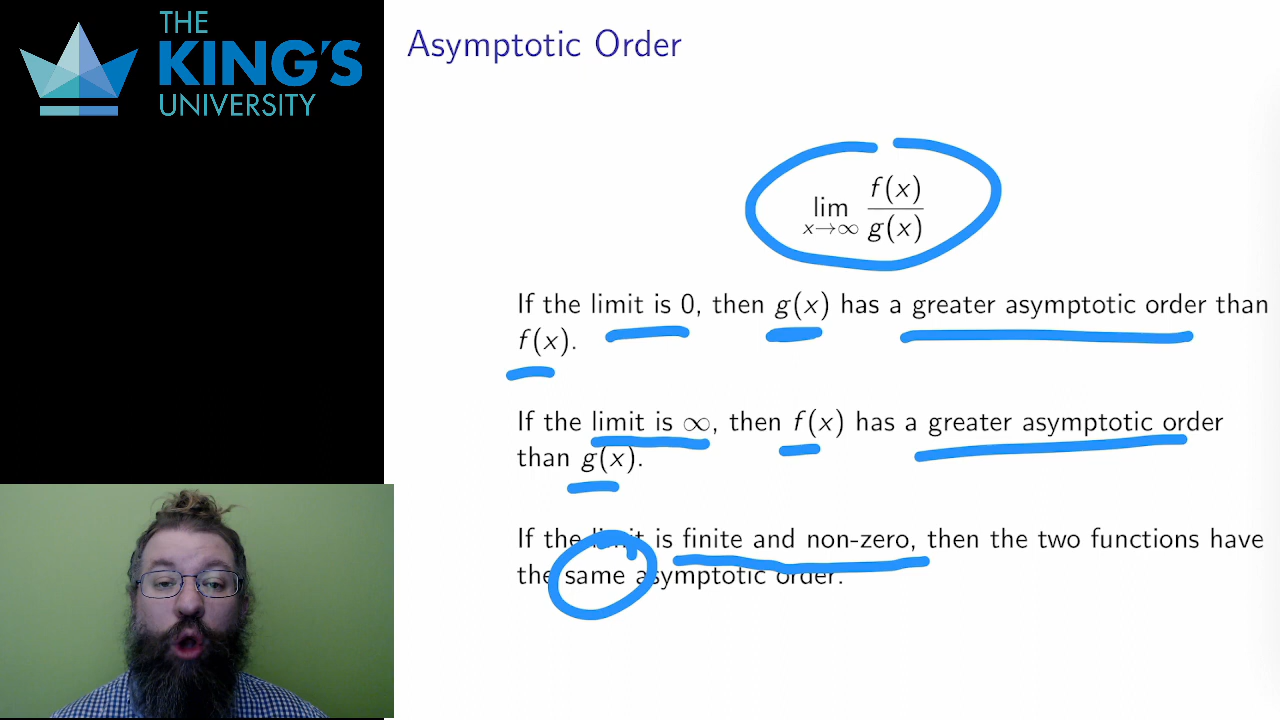 THE
KING'S
UNIVERSITY
Asymptotic Order
lim x→∞ f(x)/g(x)
If the limit is 0, then g(x) has a greater asymptotic order than
f(x).
If the limit is ∞, then f(x) has a greater asymptotic order
than g(x).
If the limit is finite and non-zero, then the two functions have
the same asymptotic order.